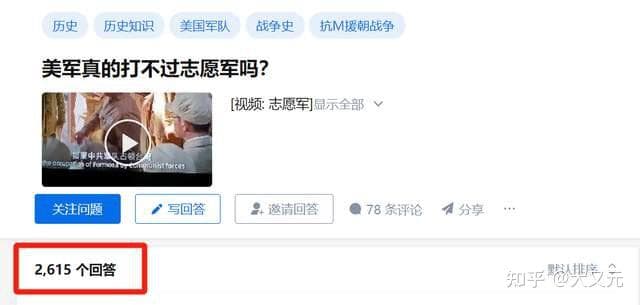 历史 历史知识 美国军队 战争史 抗M援朝战争
美军真的打不过志愿军吗?
[视频: 志愿军]显示全部
the occupation of Formosa by communist forces
关注问题 写回答 邀请回答 78 条评论 分享 ...
2,615 个回答 默认排序
知乎 @大又元